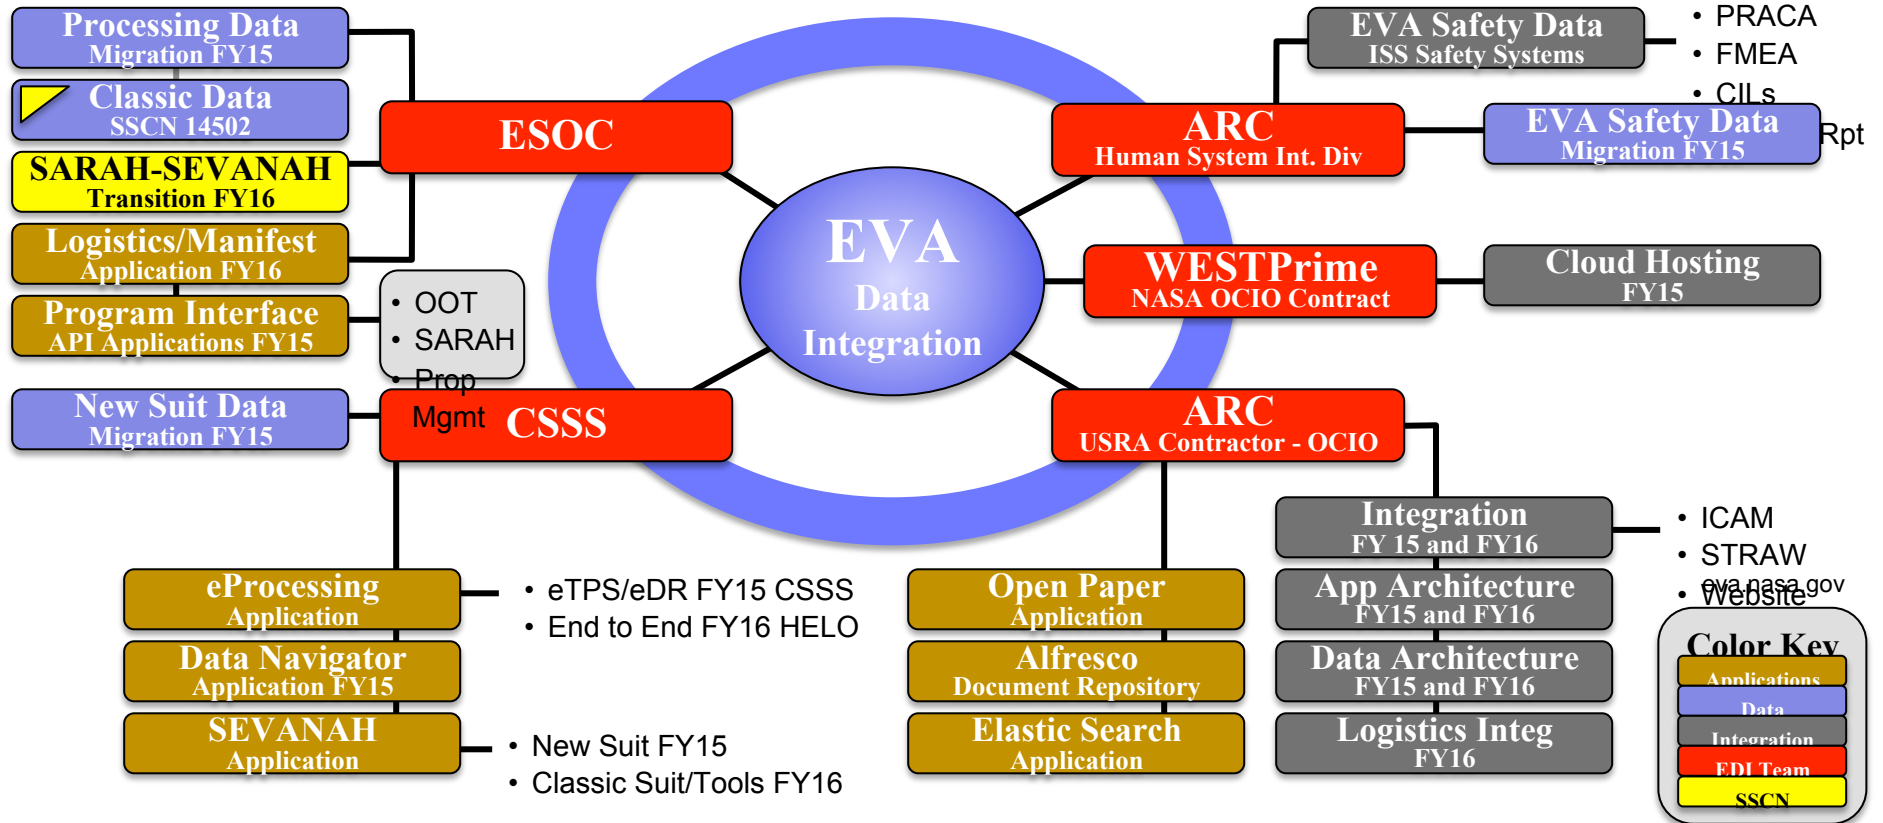 Processing Data
Migration FY15
Classic Data
SSCN 14502
SARAH-SEVANAH
Transition FY16
Logistics/Manifest
Application FY16
Program Interface
API Applications FY15
• OOT
• SARAH
• Prop
Mgmt
New Suit Data
Migration FY15
ESOC
CSSS
EVA
Data
Integration
ARC
Human System Int. Div
EVA Safety Data
ISS Safety Systems
• PRACA
• FMEA
• CILs
Rpt
EVA Safety Data
Migration FY15
WESTPrime
NASA OCIO Contract
Cloud Hosting
FY15
ARC
USRA Contractor - OCIO
eProcessing
Application
• eTPS/eDR FY15 CSSS
• End to End FY16 HELO
Data Navigator
Application FY15
SEVANAH
Application
• New Suit FY15
• Classic Suit/Tools FY16
Open Paper
Application
Alfresco
Document Repository
Elastic Search
Application
Integration
FY 15 and FY16
• ICAM
• STRAW
eva.nasa.gov
• Website
App Architecture
FY15 and FY16
Data Architecture
FY15 and FY16
Logistics Integ
FY16
Color Key
Applications
Data
Integration
EDI Team
SSCN